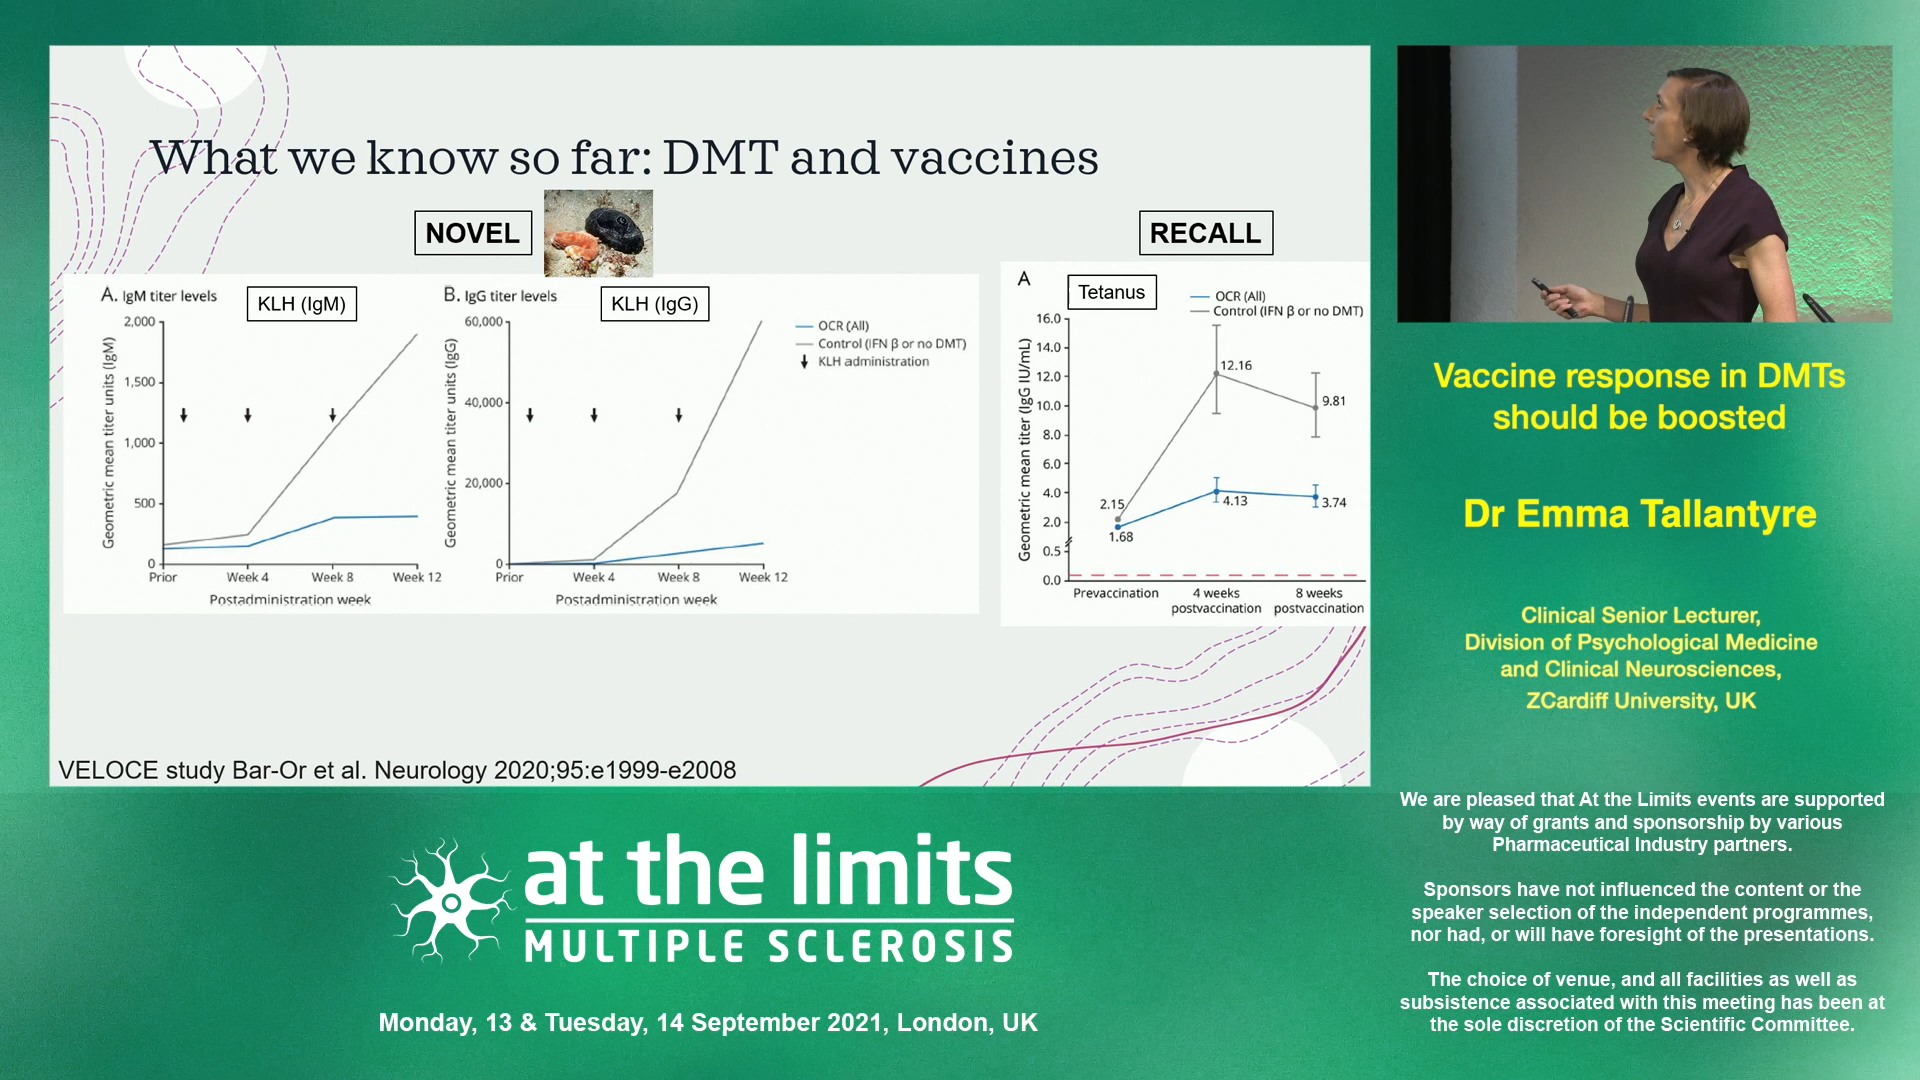 What we know so far: DMT and vaccines
NOVEL
RECALL
A. IgM titer levels
KLH (IgM)
Geometric mean titer units (IgM)
2,000
1,500
1,000
500
0
Prior
Week 4
Week 8
Week 12
Postadministration week
B. IgG titer levels
KLH (IgG)
Geometric mean titer units (IgG)
60,000
40,000
20,000
0
Prior
Week 4
Week 8
Week 12
Postadministration week
OCR (All)
Control (IFN β or no DMT)
KLH administration
A
Tetanus
OCR (All)
Control (IFN β or no DMT)
Geometric mean titer (IgG IU/mL)
16.0
14.0
12.0
10.0
8.0
6.0
4.0
2.0
0.5
0.0
2.15
1.68
12.16
4.13
9.81
3.74
Prevaccination
4 weeks
postvaccination
8 weeks
postvaccination
VELOCE study Bar-Or et al. Neurology 2020;95:e1999-e2008
Vaccine response in DMTs
should be boosted
Dr Emma Tallantyre
Clinical Senior Lecturer,
Division of Psychological Medicine
and Clinical Neurosciences,
ZCardiff University, UK
We are pleased that At the Limits events are supported
by way of grants and sponsorship by various
Pharmaceutical Industry partners.
Sponsors have not influenced the content or the
speaker selection of the independent programmes,
nor had, or will have foresight of the presentations.
The choice of venue, and all facilities as well as
subsistence associated with this meeting has been at
the sole discretion of the Scientific Committee.
at the limits
MULTIPLE SCLEROSIS
Monday, 13 & Tuesday, 14 September 2021, London, UK